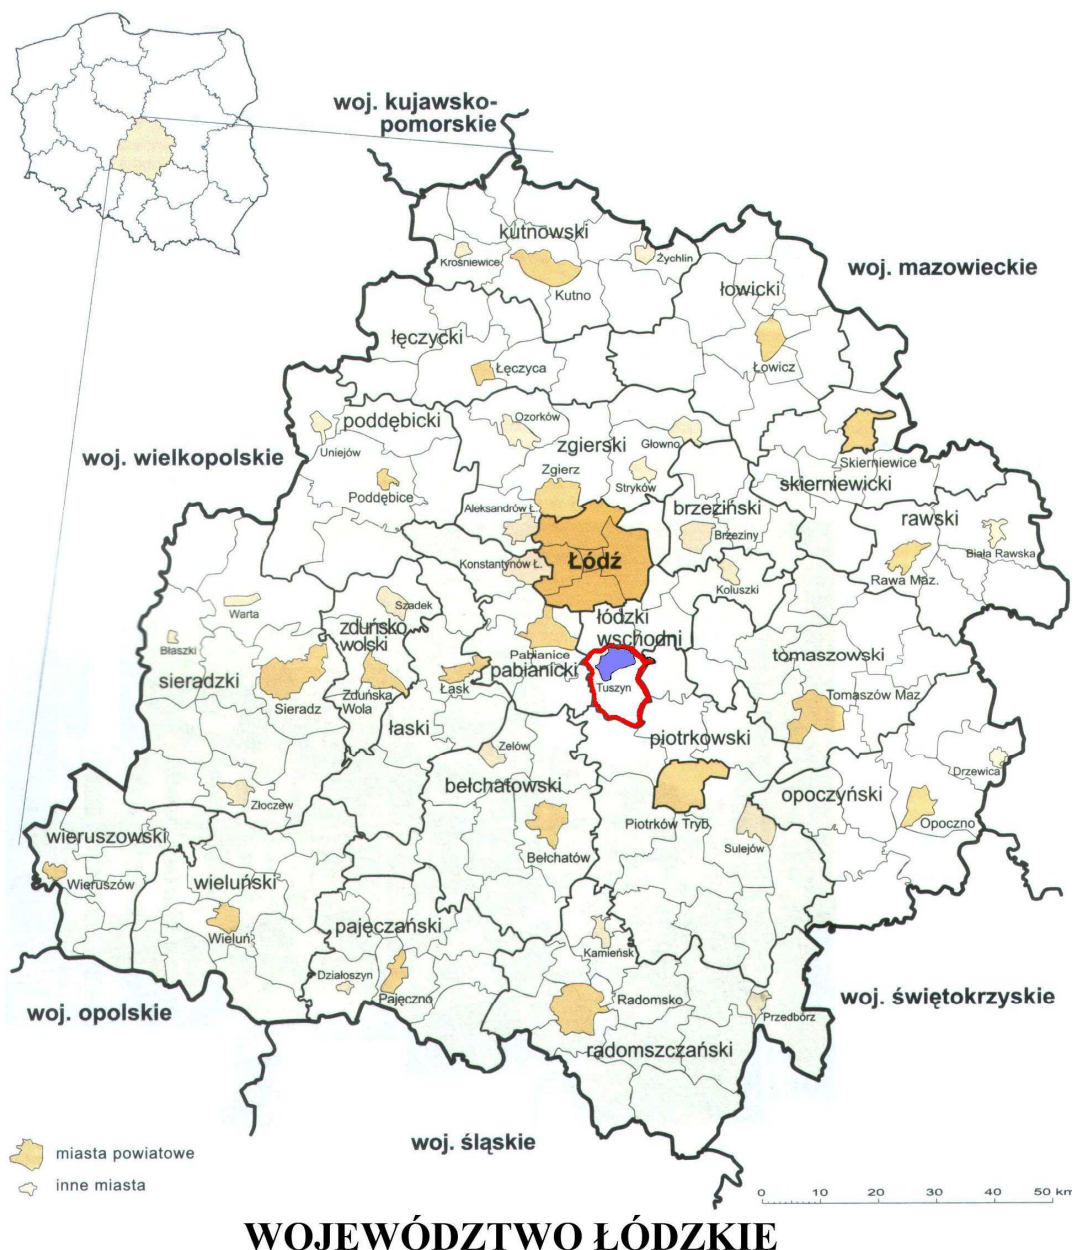 woj. kujawsko-
pomorskie
kutnowski
Krośniewice
Żychlin
Kutno
woj. mazowieckie
łowicki
łęczycki
Łęczyca
Łowicz
poddębicki
Ozorków
Uniejów
zgierski
Głowno
Skierniewice
woj. wielkopolskie
Zgierz
Stryków
skierniewicki
Poddębice
Aleksandrów Ł.
brzeziński
rawski
Brzeziny
Biała Rawska
Łódź
Konstantynów Ł.
Koluszki
Rawa Maz.
Warta
Szadek
łódzki
wschodni
zduńsko
wolski
Błaszki
Pabianice
pabianicki
tomaszowski
sieradzki
Sieradz
Zduńska
Wola
Łask
Tuszyn
Tomaszów Maz.
łaski
Zelów
piotrkowski
Drzewica
bełchatowski
opoczyński
Złoczew
Piotrków Tryb.
Sulejów
Opoczno
wieruszowski
Bełchatów
Wieruszów
wieluński
Wieluń
pajęczański
Kamieńsk
Działoszyn
Pajęczno
Radomsko
Przedbórz
woj. opolskie
woj. świętokrzyskie
radomszczański
woj. śląskie
miasta powiatowe
inne miasta
0 10 20 30 40 50 km
WOJEWÓDZTWO ŁÓDZKIE